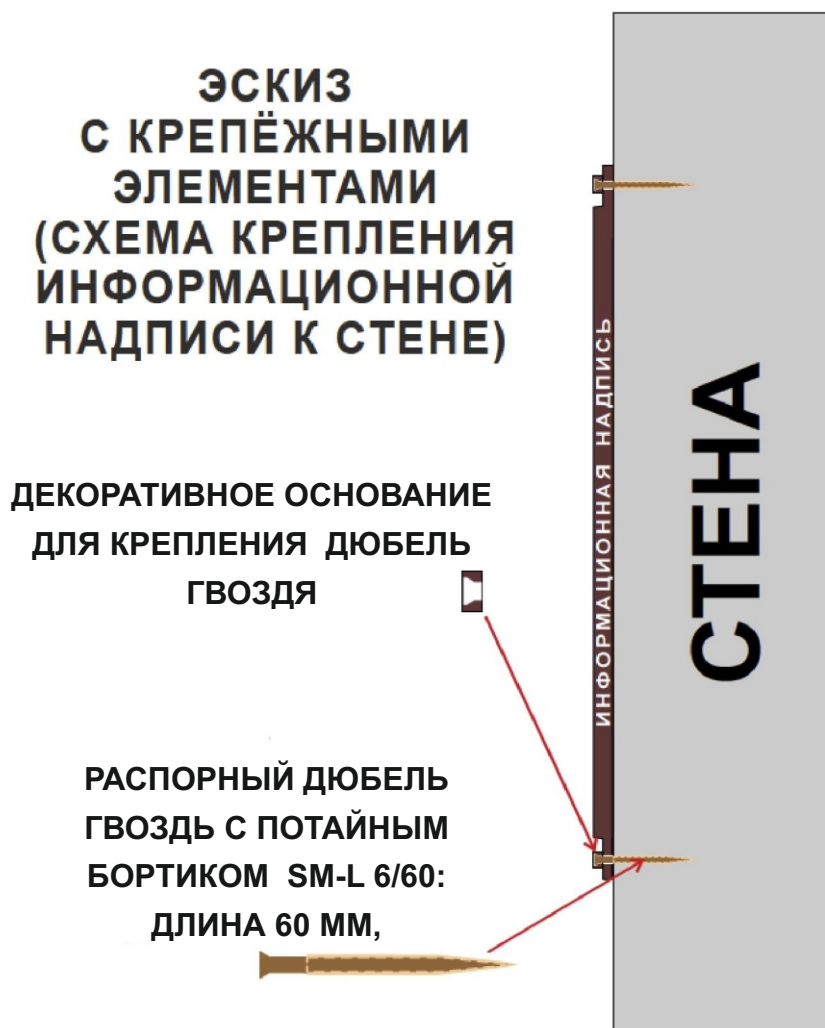 ЭСКИЗ
С КРЕПЁЖНЫМИ
ЭЛЕМЕНТАМИ
(СХЕМА КРЕПЛЕНИЯ
ИНФОРМАЦИОННОЙ
НАДПИСИ К СТЕНЕ)
ДЕКОРАТИВНОЕ ОСНОВАНИЕ
ДЛЯ КРЕПЛЕНИЯ ДЮБЕЛЬ
ГВОЗДЯ
РАСПОРНЫЙ ДЮБЕЛЬ
ГВОЗДЬ С ПОТАЙНЫМ
БОРТИКОМ SM-L 6/60:
ДЛИНА 60 ММ,
ИНФОРМАЦИОННАЯ НАДПИСЬ
СТЕНА